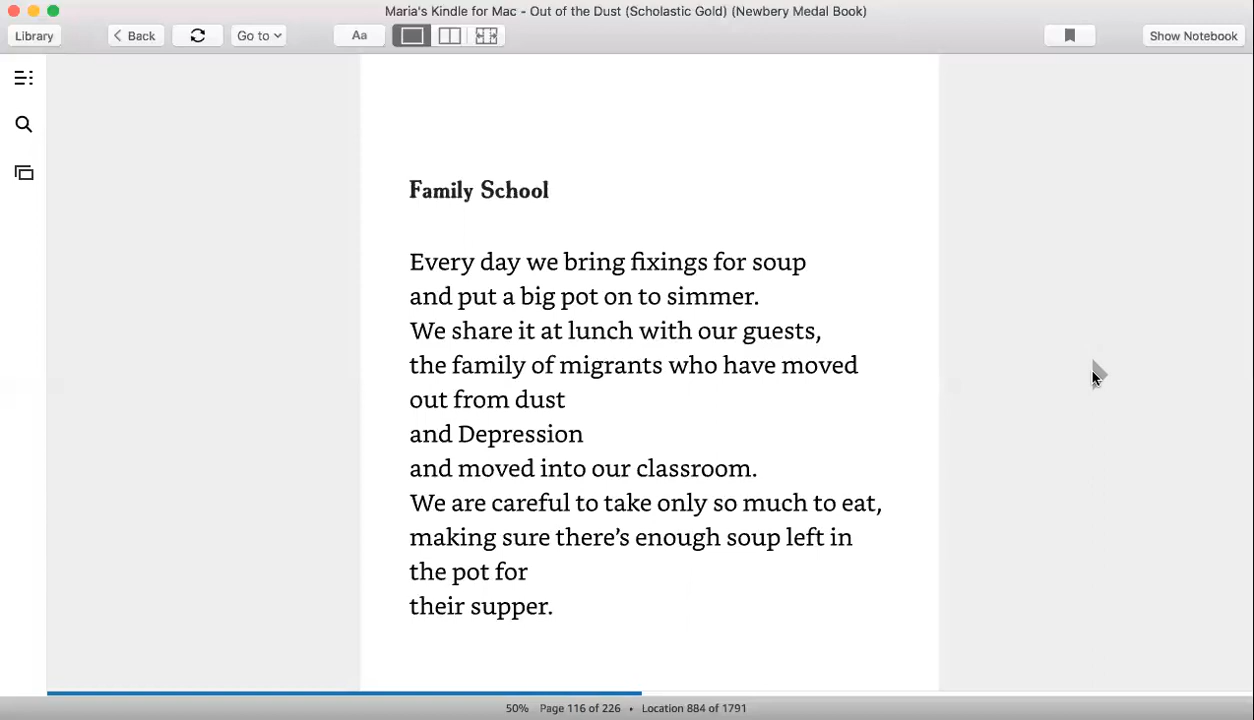 Maria's Kindle for Mac - Out of the Dust (Scholastic Gold) (Newbery Medal Book)
Library
Back
Go to
Aa
Show Notebook
Family School
Every day we bring fixings for soup
and put a big pot on to simmer.
We share it at lunch with our guests,
the family of migrants who have moved
out from dust
and Depression
and moved into our classroom.
We are careful to take only so much to eat,
making sure there’s enough soup left in
the pot for
their supper.
50% Page 116 of 226 • Location 884 of 1791